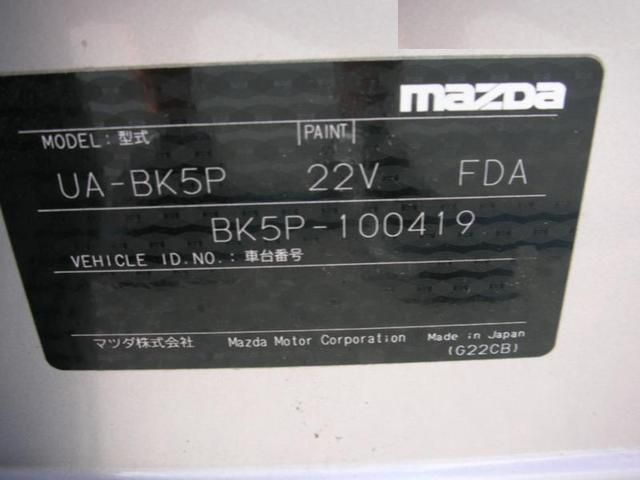 mazda
MODEL: 型式 PAINT
UA-BK5P 22V FDA
BK5P-100419
VEHICLE ID.NO.: 車台番号
マツダ株式会社 Mazda Motor Corporation Made in Japan
(G22CB)